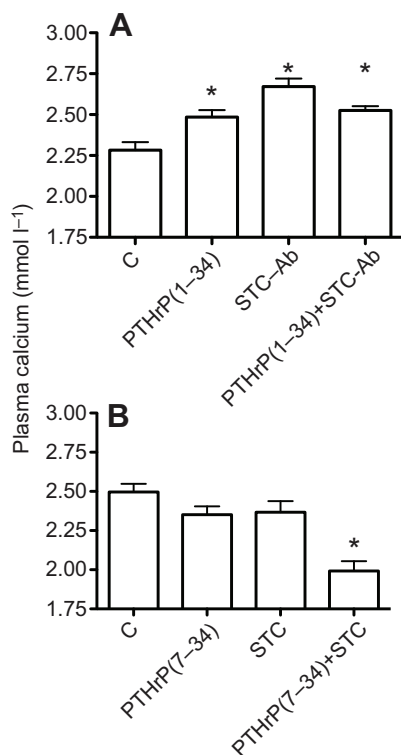 Plasma calcium (mmol l⁻¹)
A
3.00
2.75
2.50
2.25
2.00
1.75
*
*
*
C
PTHrP(1–34)
STC–Ab
PTHrP(1–34)+STC-Ab
B
3.00
2.75
2.50
2.25
2.00
1.75
*
C
PTHrP(7–34)
STC
PTHrP(7–34)+STC